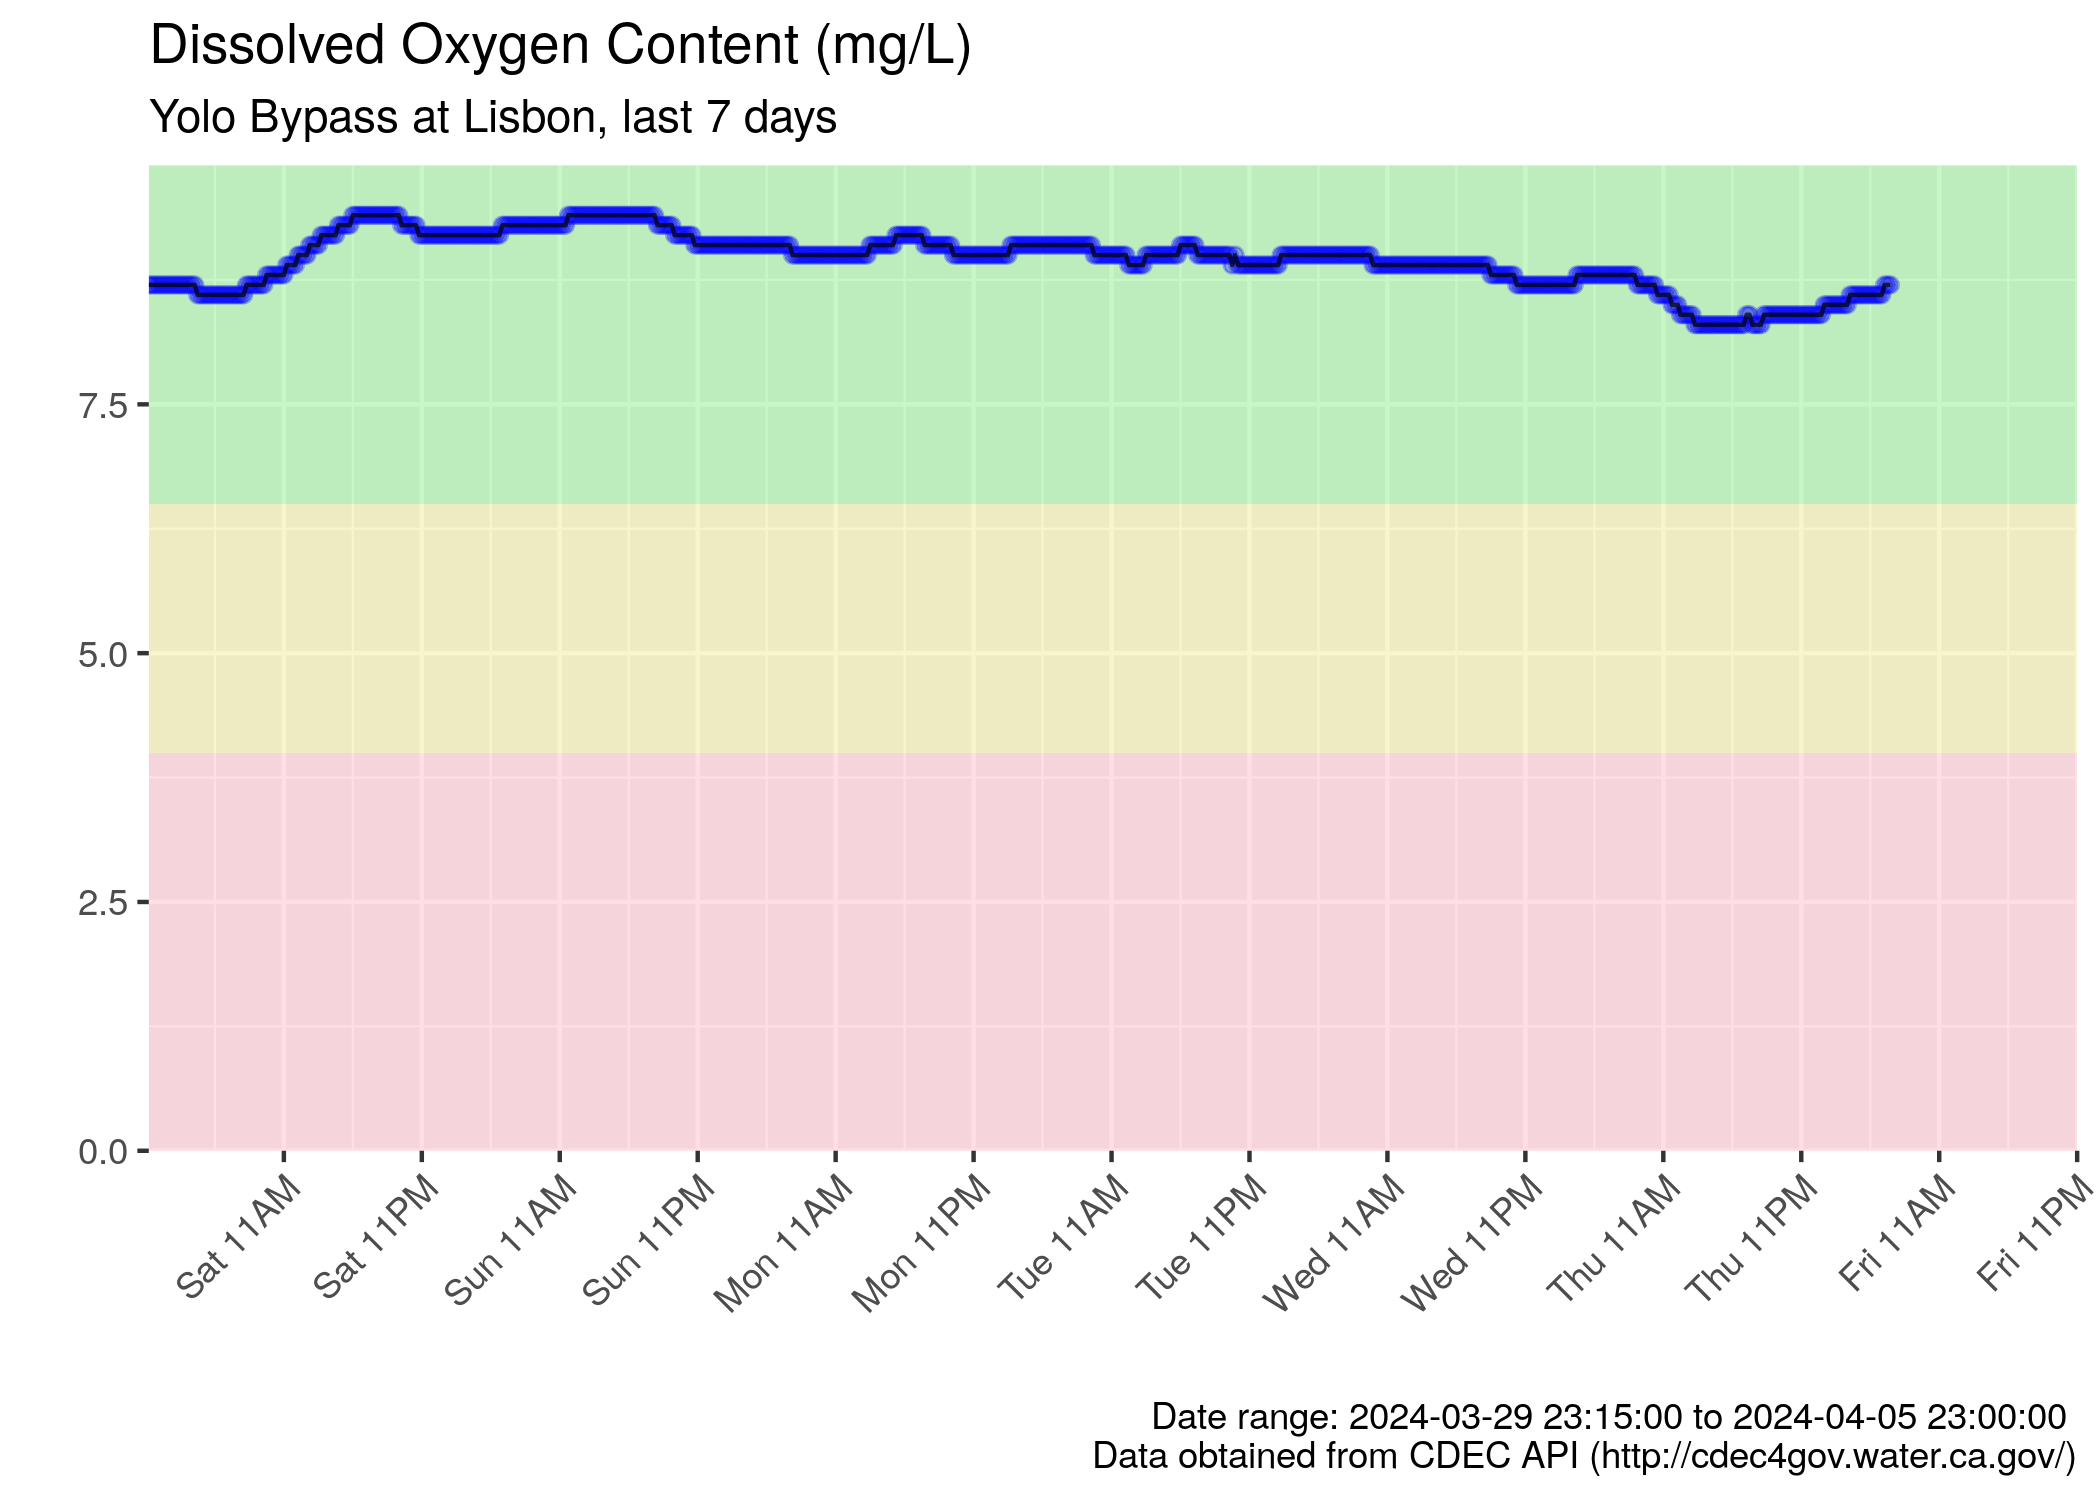 Dissolved Oxygen Content (mg/L)
Yolo Bypass at Lisbon, last 7 days
7.5
5.0
2.5
0.0
Sat 11AM
Sat 11PM
Sun 11AM
Sun 11PM
Mon 11AM
Mon 11PM
Tue 11AM
Tue 11PM
Wed 11AM
Wed 11PM
Thu 11AM
Thu 11PM
Fri 11AM
Fri 11PM
Date range: 2024-03-29 23:15:00 to 2024-04-05 23:00:00
Data obtained from CDEC API (http://cdec4gov.water.ca.gov/)